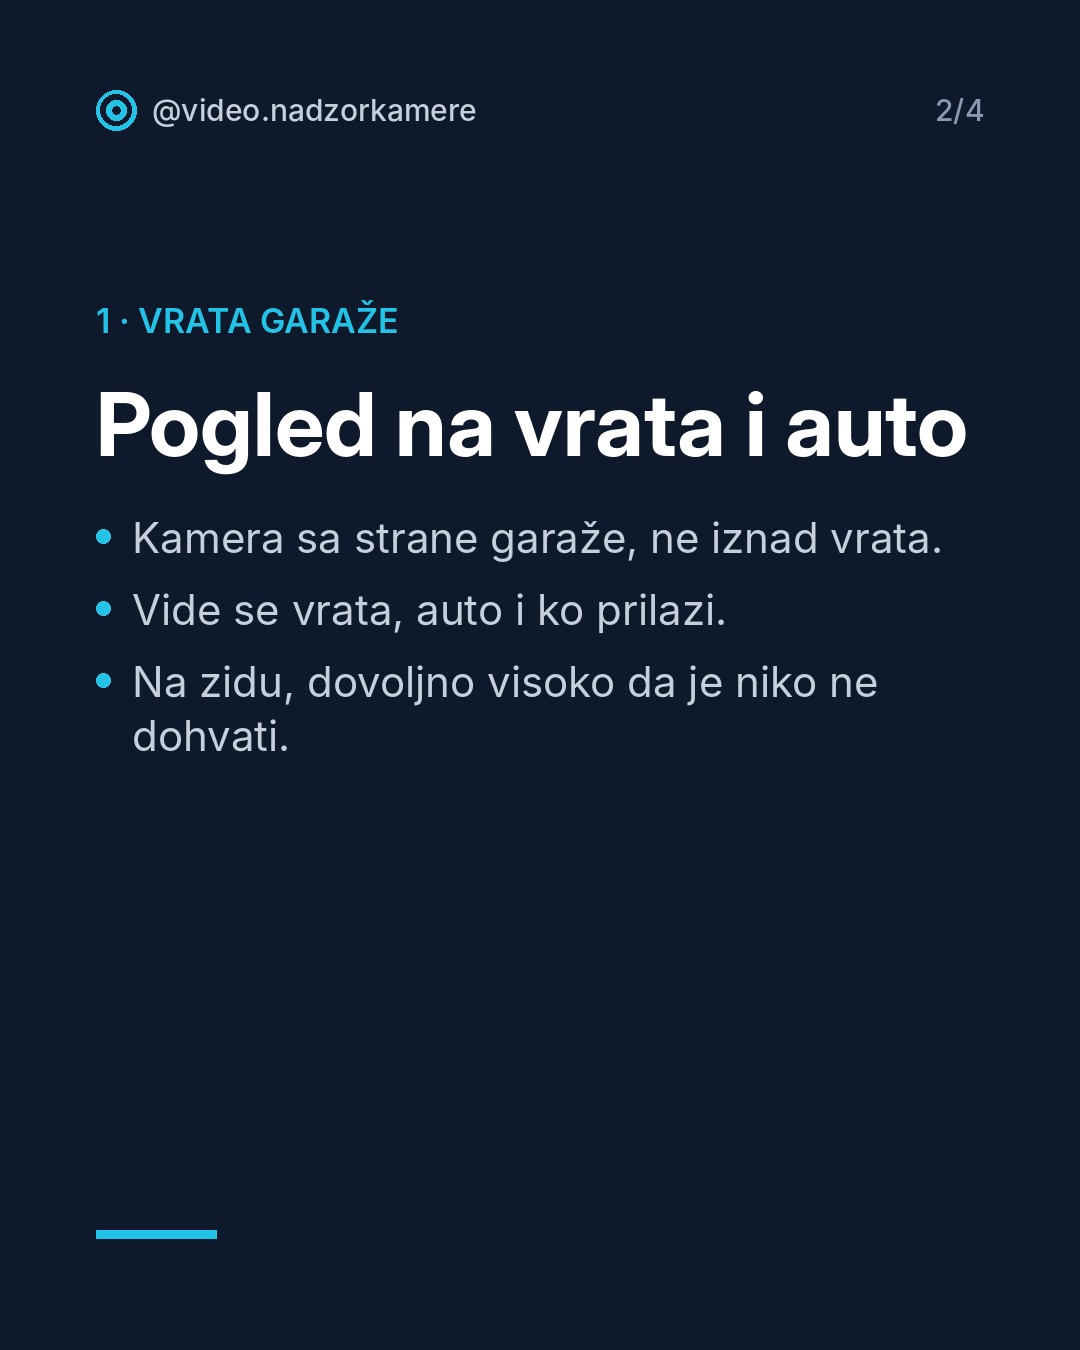 @video.nadzorkamere
2/4
1 · VRATA GARAŽE
Pogled na vrata i auto
Kamera sa strane garaže, ne iznad vrata.
Vide se vrata, auto i ko prilazi.
Na zidu, dovoljno visoko da je niko ne
dohvati.